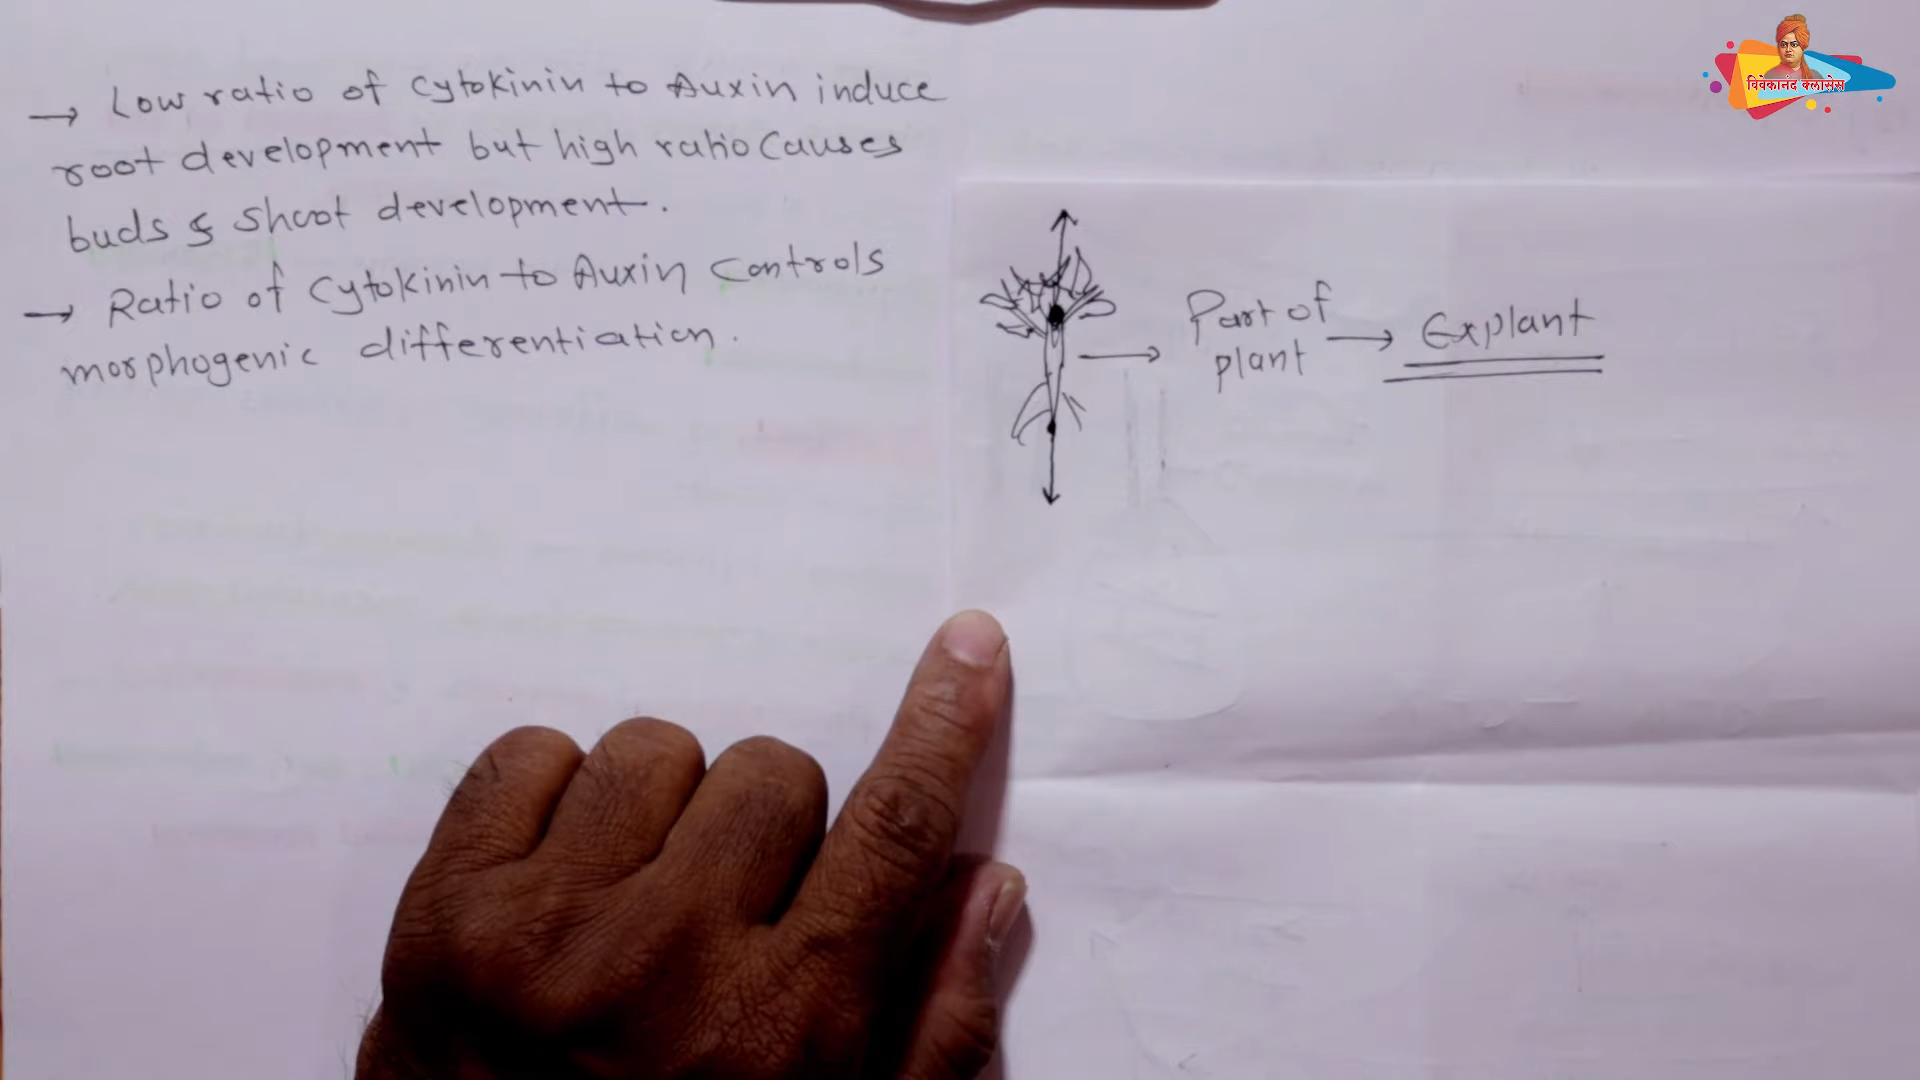 → Low ratio of cytokinin to Auxin induce
root development but high ratio causes
buds & shoot development.
→ Ratio of cytokinin to Auxin controls
morphogenic differentiation.
Part of
plant → Explant
विवेकानंद क्लासेस